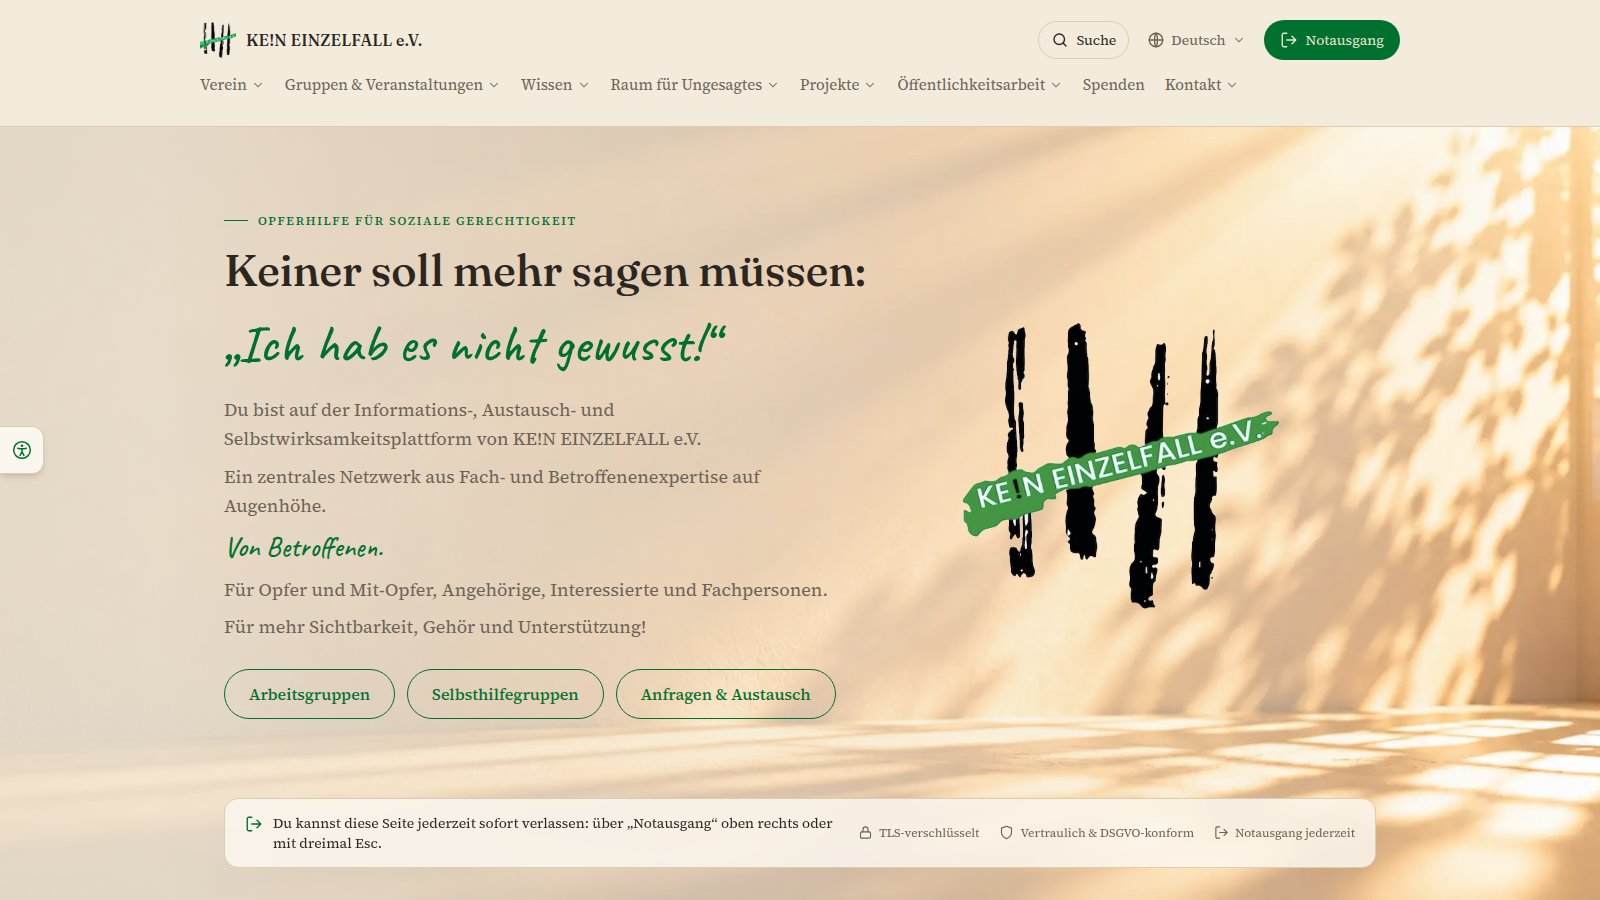 KE!N EINZELFALL e.V.
Suche
Deutsch
Notausgang
Verein
Gruppen & Veranstaltungen
Wissen
Raum für Ungesagtes
Projekte
Öffentlichkeitsarbeit
Spenden
Kontakt
OPFERHILFE FÜR SOZIALE GERECHTIGKEIT
Keiner soll mehr sagen müssen:
„Ich hab es nicht gewusst!“
Du bist auf der Informations-, Austausch- und
Selbstwirksamkeitsplattform von KE!N EINZELFALL e.V.
Ein zentrales Netzwerk aus Fach- und Betroffenenexpertise auf
Augenhöhe.
Von Betroffenen.
Für Opfer und Mit-Opfer, Angehörige, Interessierte und Fachpersonen.
Für mehr Sichtbarkeit, Gehör und Unterstützung!
Arbeitsgruppen
Selbsthilfegruppen
Anfragen & Austausch
KE!N EINZELFALL e.V.
Du kannst diese Seite jederzeit sofort verlassen: über „Notausgang“ oben rechts oder
mit dreimal Esc.
TLS-verschlüsselt
Vertraulich & DSGVO-konform
Notausgang jederzeit